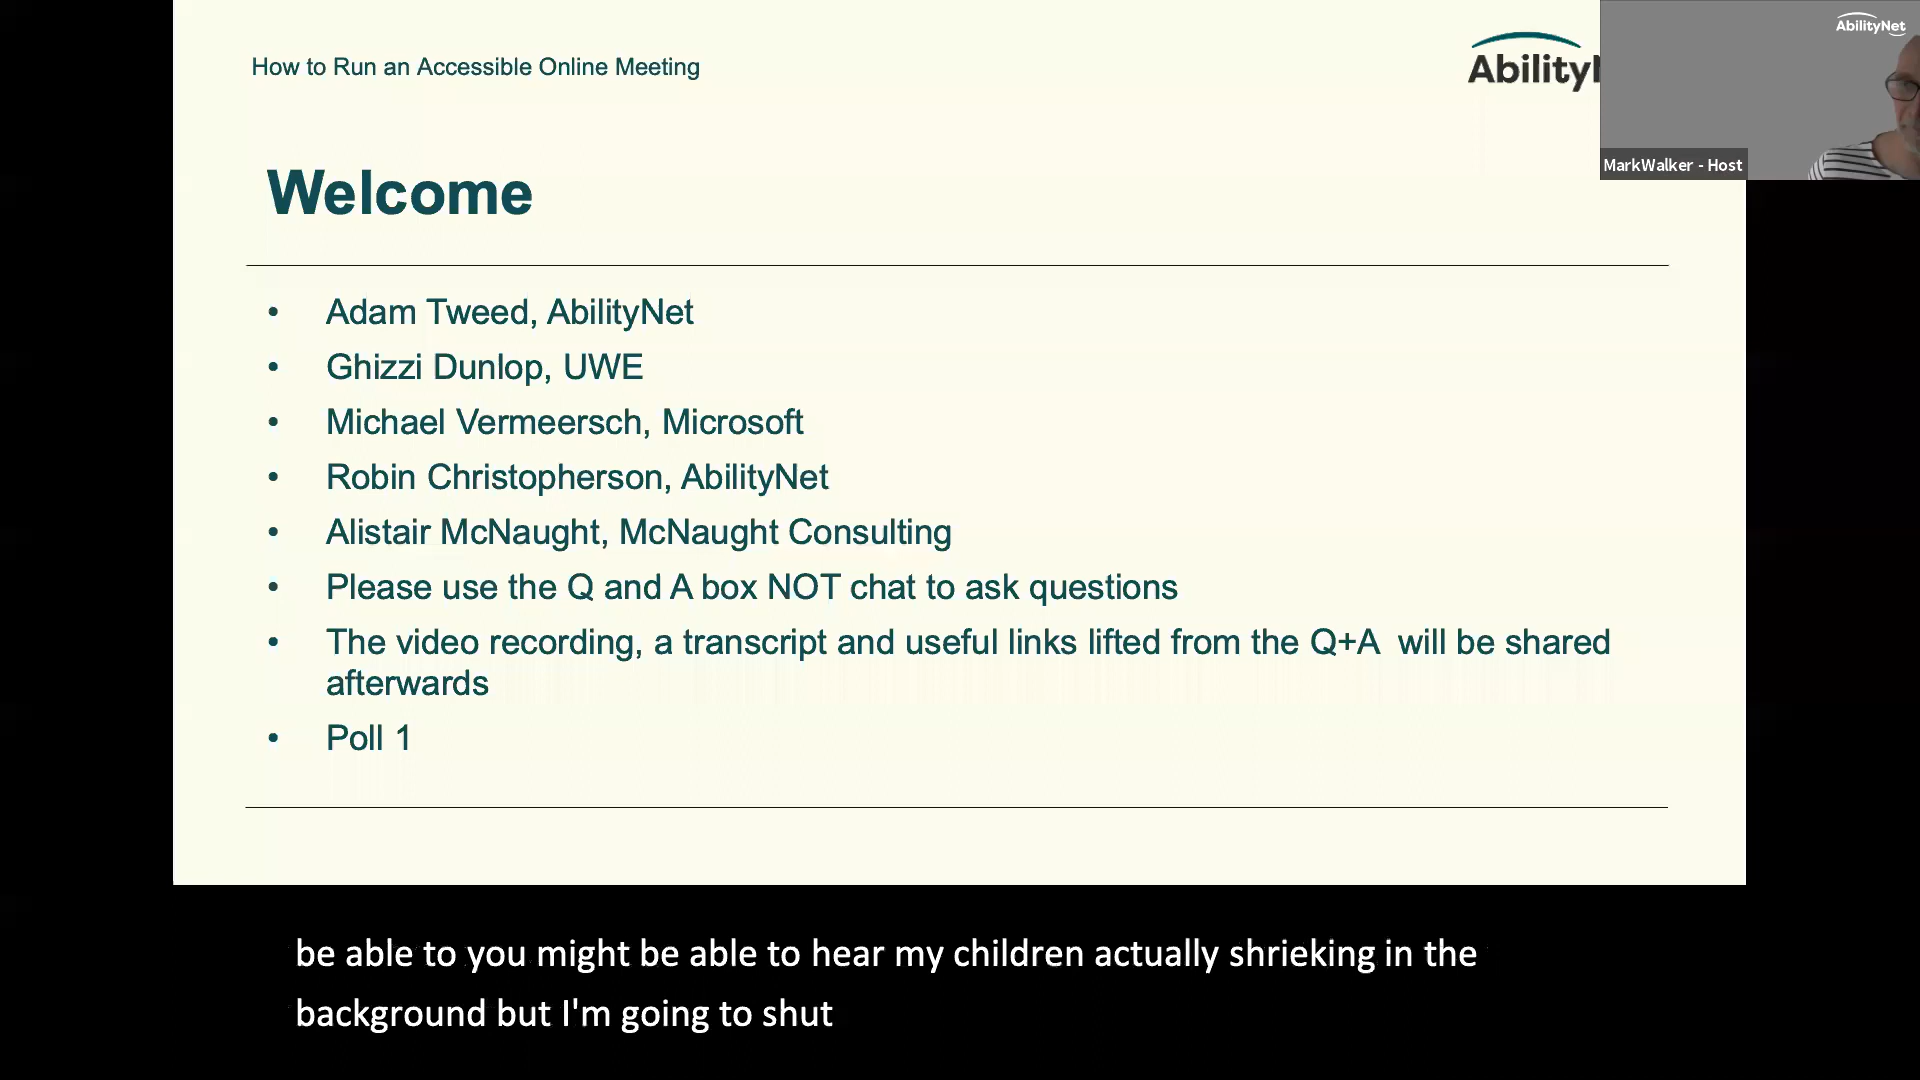 How to Run an Accessible Online Meeting
Ability
AbilityNet
MarkWalker - Host
Welcome
• Adam Tweed, AbilityNet
• Ghizzi Dunlop, UWE
• Michael Vermeersch, Microsoft
• Robin Christopherson, AbilityNet
• Alistair McNaught, McNaught Consulting
• Please use the Q and A box NOT chat to ask questions
• The video recording, a transcript and useful links lifted from the Q+A  will be shared
afterwards
• Poll 1
be able to you might be able to hear my children actually shrieking in the
background but I'm going to shut